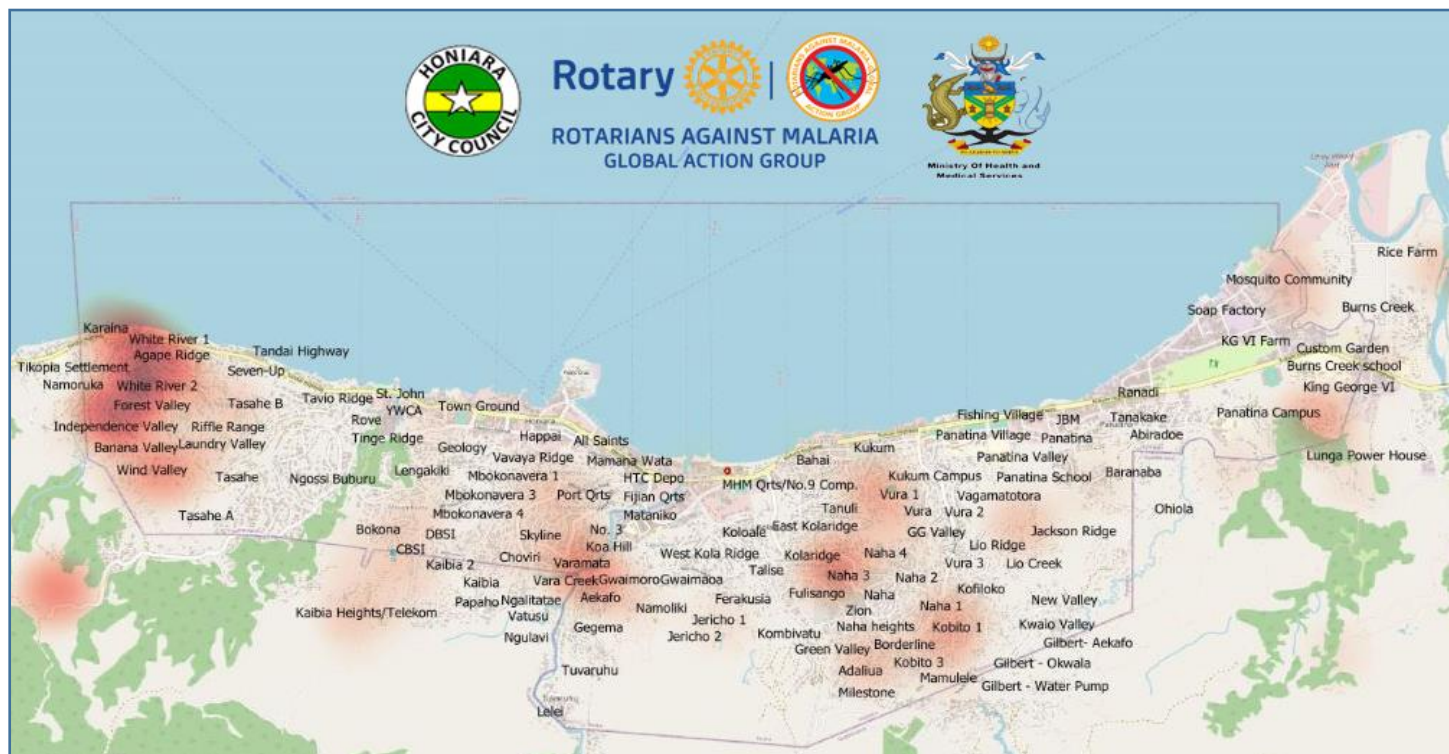 HONIARA
CITY COUNCIL
Rotary
ROTARIANS AGAINST MALARIA
ACTION GROUP
ROTARIANS AGAINST MALARIA
GLOBAL ACTION GROUP
Ministry Of Health and
Medical Services
Rice Farm
Mosquito Community
Burns Creek
Soap Factory
Karaina
White River 1
KG VI Farm
Custom Garden
Tandai Highway
Agape Ridge
Tikopia Settlement
Seven-Up
Burns Creek school
Namoruka
White River 2
King George VI
St. John
Ranadi
Tavio Ridge
Forest Valley
Tasahe B
YWCA
Town Ground
Fishing Village
JBM
Tanakake
Panatina Campus
Rove
Independence Valley
Riffle Range
Tinge Ridge
Happai
All Saints
Panatina Village
Panatina
Abiradoe
Banana Valley
Laundry Valley
Geology
Kukum
Vavaya Ridge
Mamana Wata
Bahai
Panatina Valley
Lunga Power House
Wind Valley
Tasahe
Ngossi Buburu
Lengakiki
Mbokonavera 1
HTC Depo
MHM Qrts/No.9 Comp.
Kukum Campus
Panatina School
Baranaba
Mbokonavera 3
Port Qrts
Fijian Qrts
Vura 1
Vagamatotora
Tasahe A
Mbokonavera 4
Mataniko
Tanuli
Vura
Vura 2
Ohiola
Bokona
DBSI
Skyline
No. 3
Koloale
East Kolaridge
GG Valley
Jackson Ridge
CBSI
Koa Hill
West Kola Ridge
Kolaridge
Naha 4
Lio Ridge
Kaibia 2
Choviri
Varamata
Talise
Vura 3
Lio Creek
Kaibia
Vara Creek
Gwaimoro
Gwaimaoa
Naha 3
Naha 2
Kofiloko
Papaho
Ngalitatae
Aekafo
Ferakusia
Fulisango
Naha
New Valley
Kaibia Heights/Telekom
Vatusu
Namoliki
Jericho 1
Zion
Naha 1
Gegema
Kombivatu
Naha heights
Kobito 1
Kwaio Valley
Ngulavi
Jericho 2
Green Valley
Borderline
Gilbert- Aekafo
Tuvaruhu
Adaliua
Kobito 3
Gilbert - Okwala
Milestone
Mamulele
Gilbert - Water Pump
Lelei